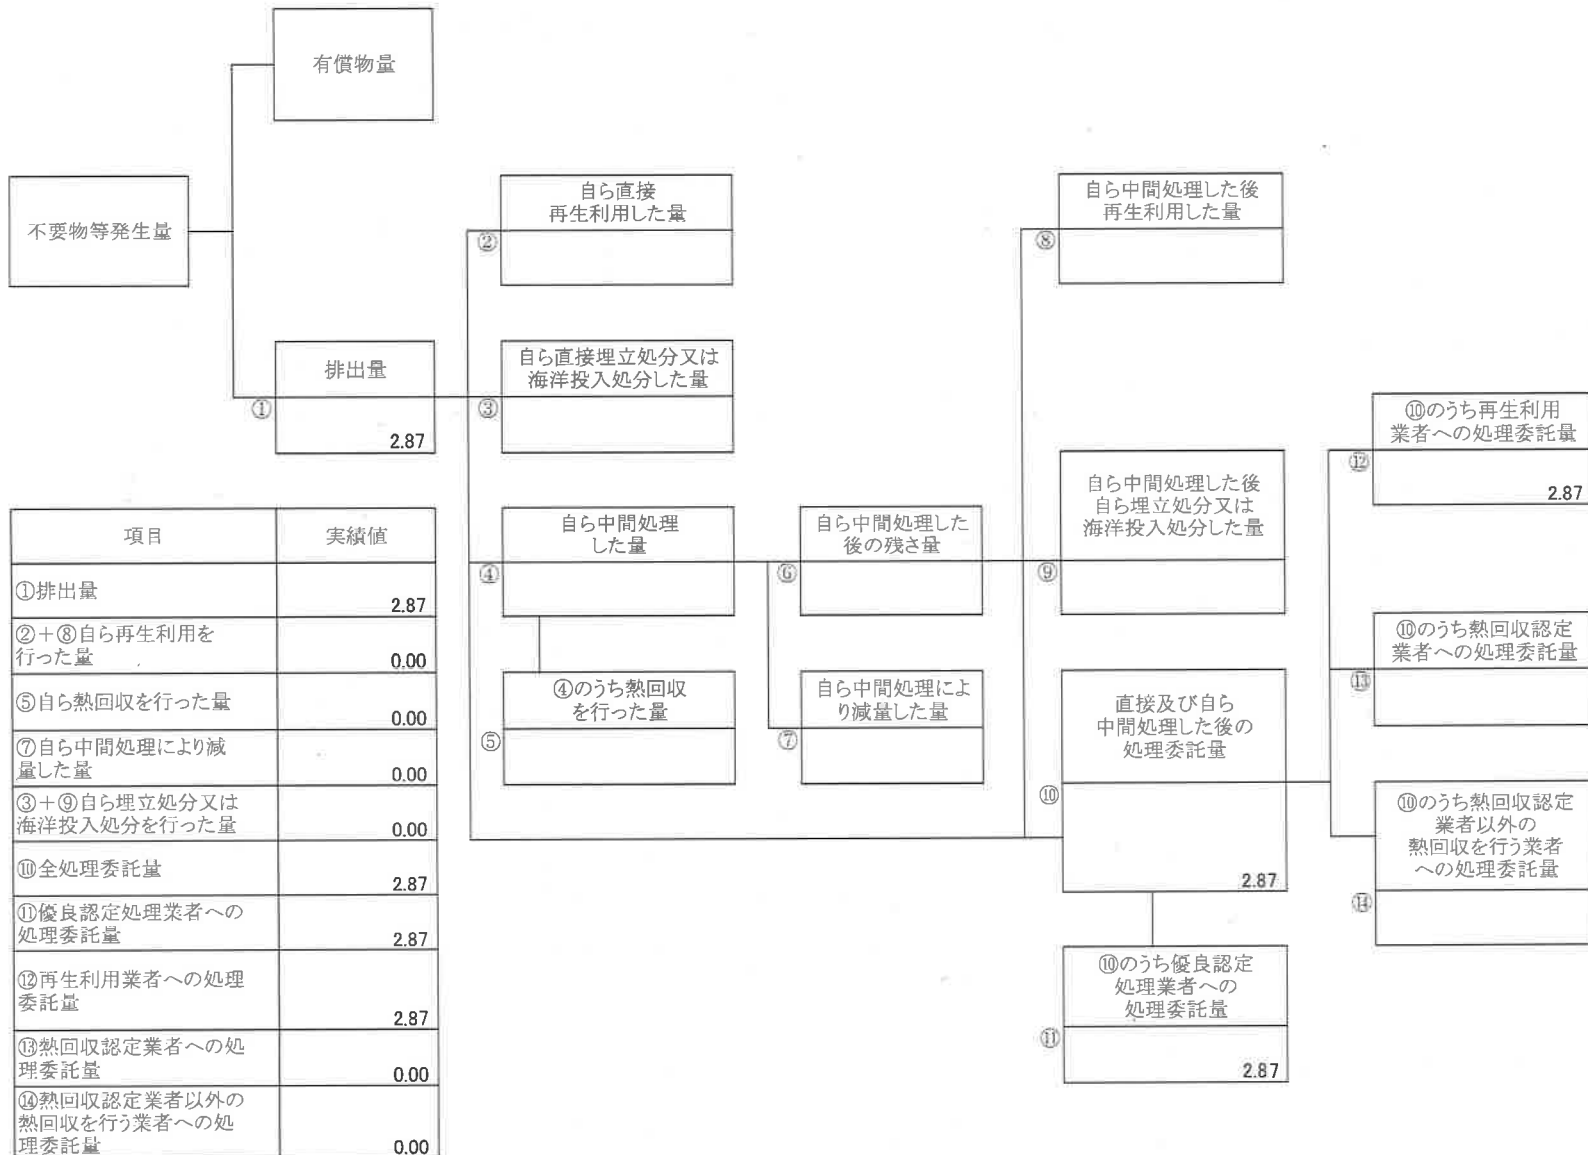 有償物量
不要物等発生量
自ら直接
再生利用した量
②
自ら中間処理した後
再生利用した量
⑧
排出量
①
2.87
自ら直接埋立処分又は
海洋投入処分した量
③
⑩のうち再生利用
業者への処理委託量
⑫
2.87
自ら中間処理
した量
④
自ら中間処理した
後の残さ量
⑥
自ら中間処理した後
自ら埋立処分又は
海洋投入処分した量
⑨
⑩のうち熱回収認定
業者への処理委託量
⑬
④のうち熱回収
を行った量
⑤
自ら中間処理によ
り減量した量
⑦
直接及び自ら
中間処理した後の
処理委託量
⑩
2.87
⑩のうち熱回収認定
業者以外の
熱回収を行う業者
への処理委託量
⑭
⑩のうち優良認定
処理業者への
処理委託量
⑪
2.87
項目 実績値
①排出量
2.87
②+⑧自ら再生利用を
行った量
0.00
⑤自ら熱回収を行った量
0.00
⑦自ら中間処理により減
量した量
0.00
③+⑨自ら埋立処分又は
海洋投入処分を行った量
0.00
⑩全処理委託量
2.87
⑪優良認定処理業者への
処理委託量
2.87
⑫再生利用業者への処理
委託量
2.87
⑬熱回収認定業者への処
理委託量
0.00
⑭熱回収認定業者以外の
熱回収を行う業者への処
理委託量
0.00